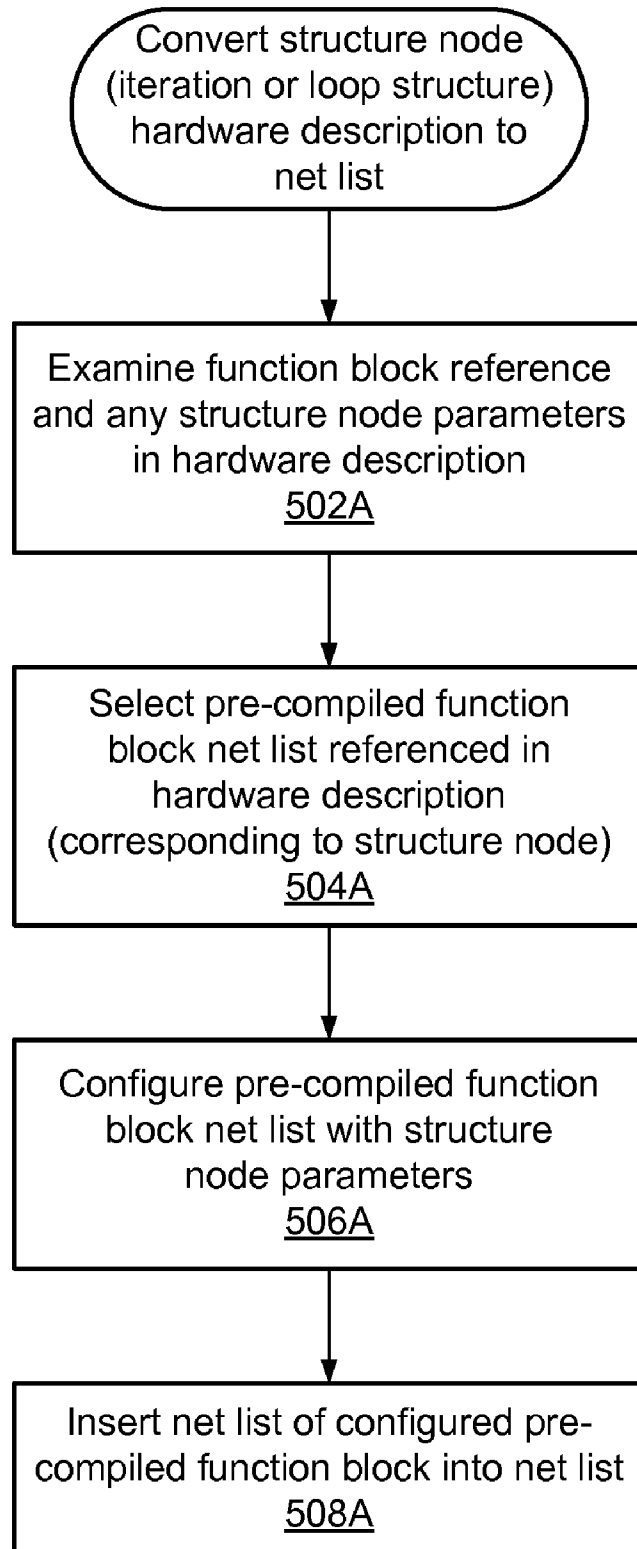 Convert structure node
(iteration or loop structure)
hardware description to
net list
Examine function block reference
and any structure node parameters
in hardware description
502A
Select pre-compiled function
block net list referenced in
hardware description
(corresponding to structure node)
504A
Configure pre-compiled function
block net list with structure
node parameters
506A
Insert net list of configured pre-
compiled function block into net list
508A